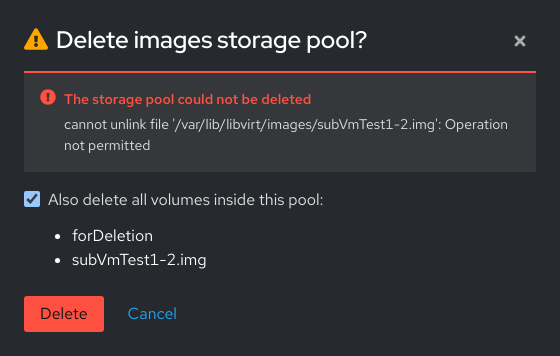 Delete images storage pool?
The storage pool could not be deleted
cannot unlink file '/var/lib/libvirt/images/subVmTest1-2.img': Operation
not permitted
Also delete all volumes inside this pool:
• forDeletion
• subVmTest1-2.img
Delete Cancel